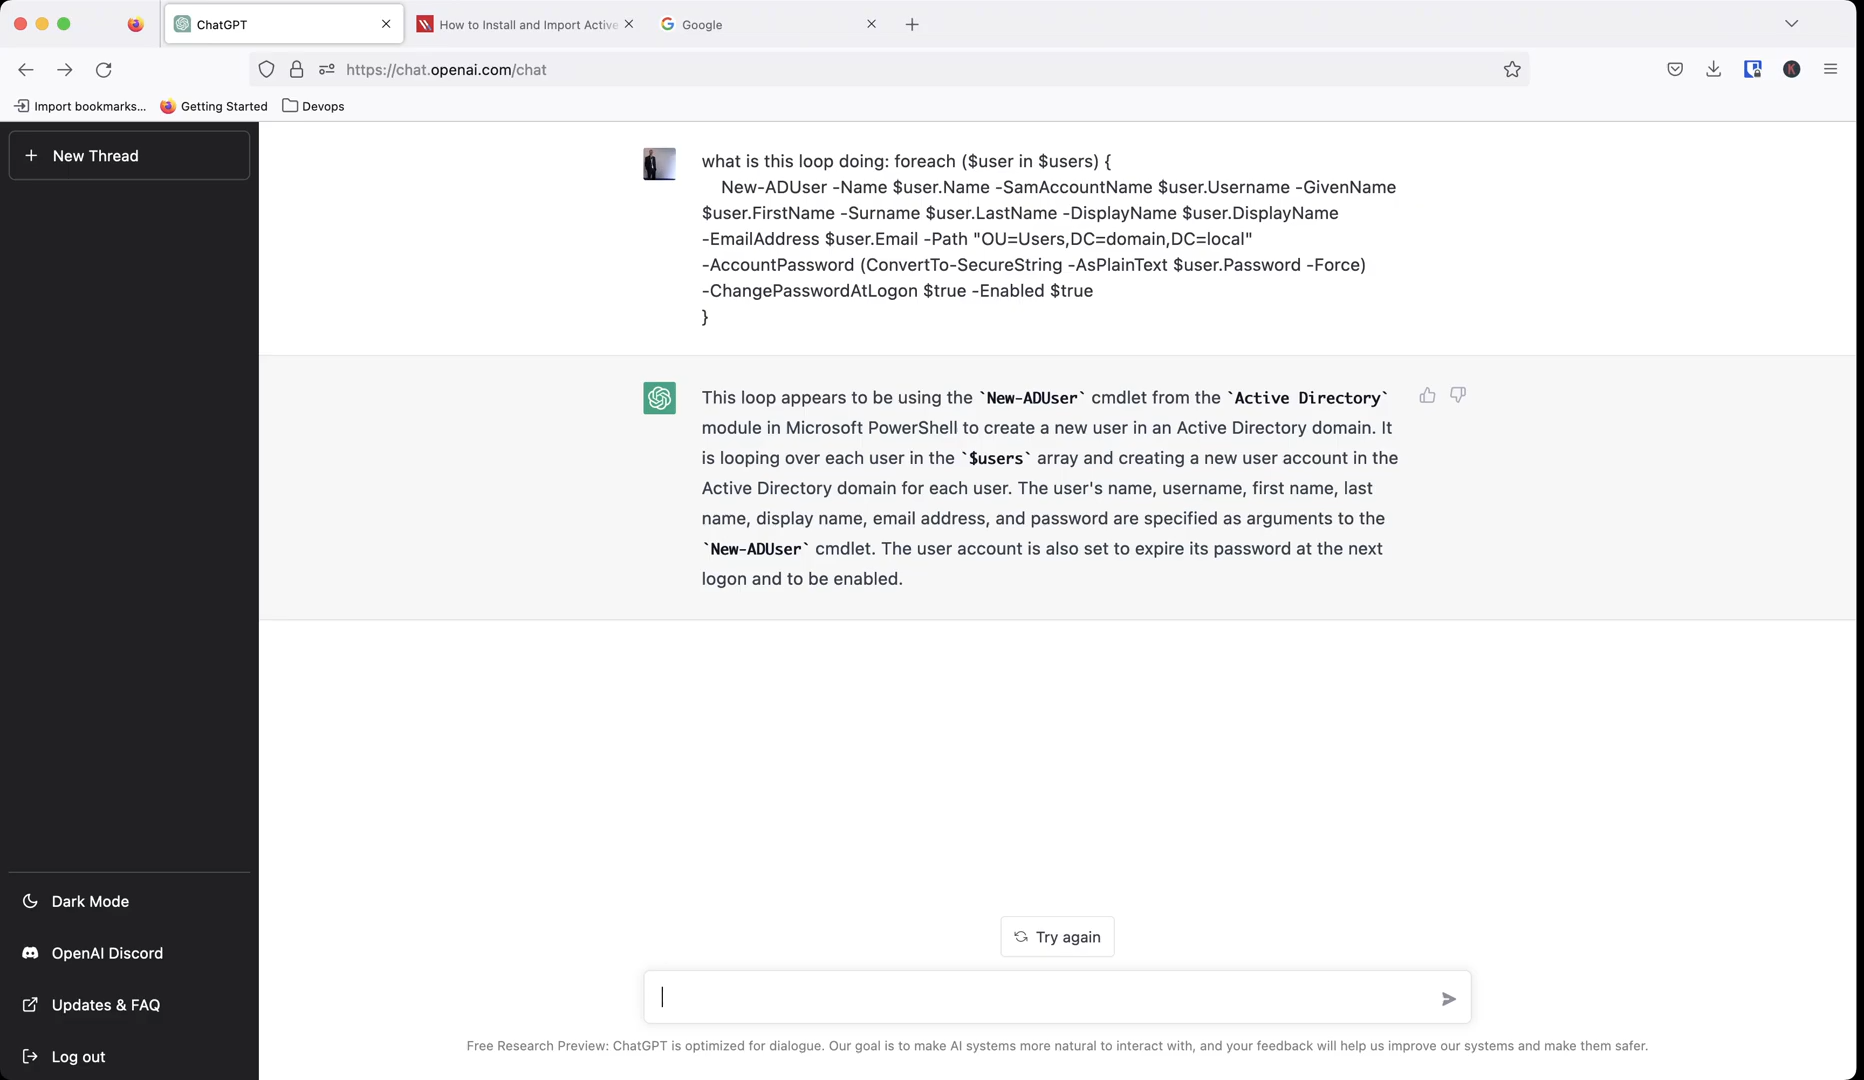 ChatGPT
How to Install and Import Active
Google
https://chat.openai.com/chat
Import bookmarks...
Getting Started
Devops
New Thread
what is this loop doing: foreach ($user in $users) {
New-ADUser -Name $user.Name -SamAccountName $user.Username -GivenName
$user.FirstName -Surname $user.LastName -DisplayName $user.DisplayName
-EmailAddress $user.Email -Path "OU=Users,DC=domain,DC=local"
-AccountPassword (ConvertTo-SecureString -AsPlainText $user.Password -Force)
-ChangePasswordAtLogon $true -Enabled $true
}
This loop appears to be using the `New-ADUser` cmdlet from the `Active Directory`
module in Microsoft PowerShell to create a new user in an Active Directory domain. It
is looping over each user in the `$users` array and creating a new user account in the
Active Directory domain for each user. The user's name, username, first name, last
name, display name, email address, and password are specified as arguments to the
`New-ADUser` cmdlet. The user account is also set to expire its password at the next
logon and to be enabled.
Dark Mode
OpenAI Discord
Updates & FAQ
Log out
Try again
Free Research Preview: ChatGPT is optimized for dialogue. Our goal is to make AI systems more natural to interact with, and your feedback will help us improve our systems and make them safer.